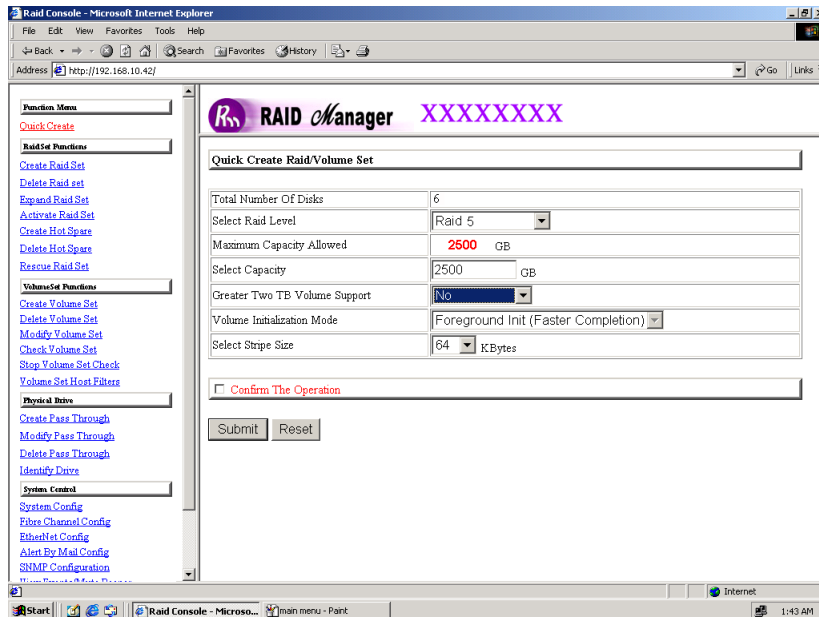 Raid Console - Microsoft Internet Explorer
File Edit View Favorites Tools Help
Back Search Favorites History
Address http://192.168.10.42/ Go Links
Function Menu
Quick Create
RaidSet Functions
Create Raid Set
Delete Raid set
Expand Raid Set
Activate Raid Set
Create Hot Spare
Delete Hot Spare
Rescue Raid Set
VolumeSet Functions
Create Volume Set
Delete Volume Set
Modify Volume Set
Check Volume Set
Stop Volume Set Check
Volume Set Host Filters
Physical Drive
Create Pass Through
Modify Pass Through
Delete Pass Through
Identify Drive
System Control
System Config
Fibre Channel Config
EtherNet Config
Alert By Mail Config
SNMP Configuration
RAID Manager XXXXXXXX
Quick Create Raid/Volume Set
Total Number Of Disks 6
Select Raid Level Raid 5
Maximum Capacity Allowed 2500 GB
Select Capacity 2500 GB
Greater Two TB Volume Support No
Volume Initialization Mode Foreground Init (Faster Completion)
Select Stripe Size 64 KBytes
Confirm The Operation
Submit Reset
Internet
Start Raid Console - Microso... main menu - Paint 1:43 AM